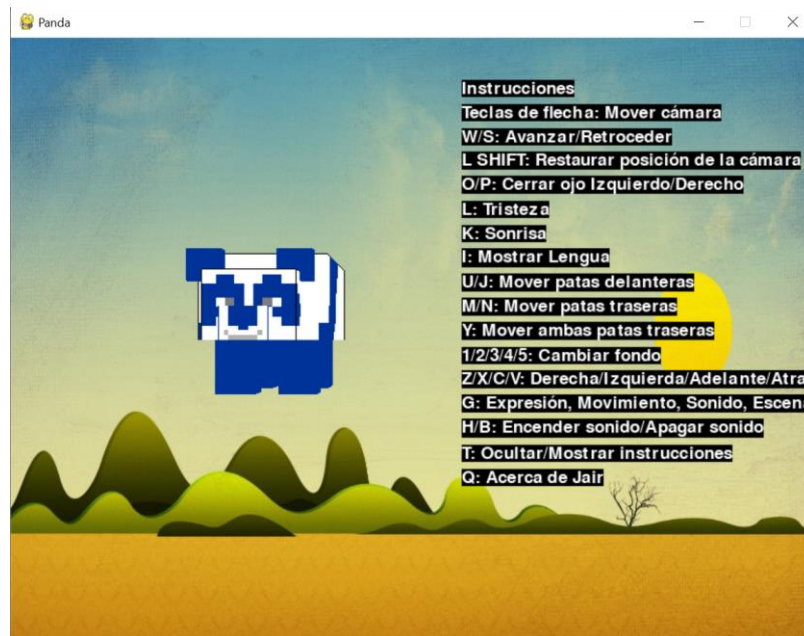 Panda
Instrucciones
Teclas de flecha: Mover cámara
W/S: Avanzar/Retroceder
L SHIFT: Restaurar posición de la cámara
O/P: Cerrar ojo Izquierdo/Derecho
L: Tristeza
K: Sonrisa
I: Mostrar Lengua
U/J: Mover patas delanteras
M/N: Mover patas traseras
Y: Mover ambas patas traseras
1/2/3/4/5: Cambiar fondo
Z/X/C/V: Derecha/Izquierda/Adelante/Atra
G: Expresión, Movimiento, Sonido, Escen
H/B: Encender sonido/Apagar sonido
T: Ocultar/Mostrar instrucciones
Q: Acerca de Jair